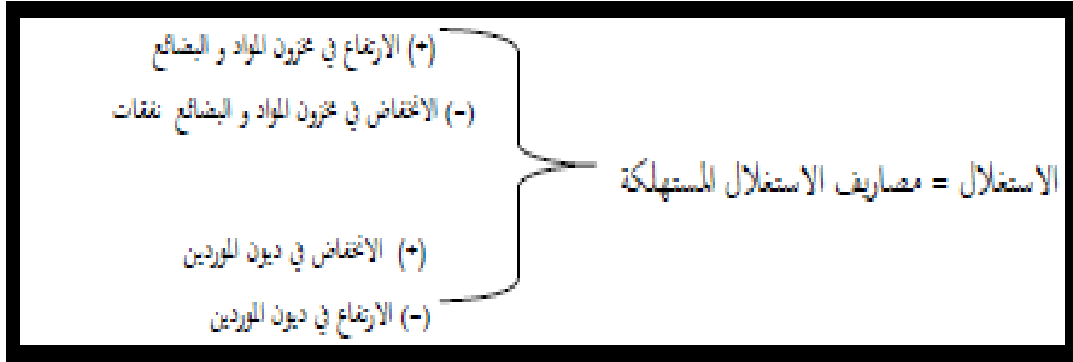 (+) الارتفاع في مخزون المواد و البضائع
(-) الانخفاض في مخزون المواد و البضائع نفقات
الاستغلال = مصاريف الاستغلال المستهلكة
(+) الانخفاض في ديون الموردين
(-) الارتفاع في ديون الموردين